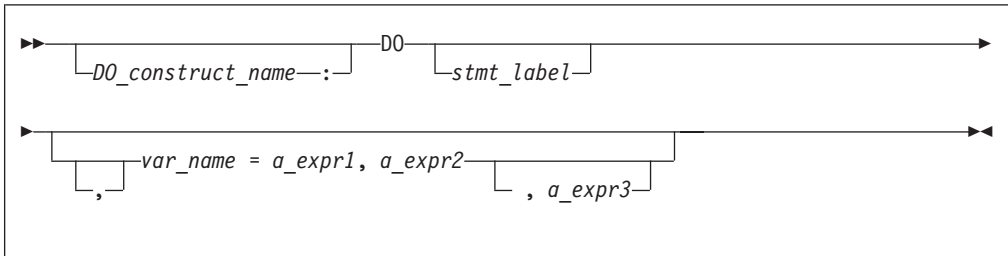 DO
DO_construct_name :
stmt_label
var_name = a_expr1, a_expr2
,
, a_expr3